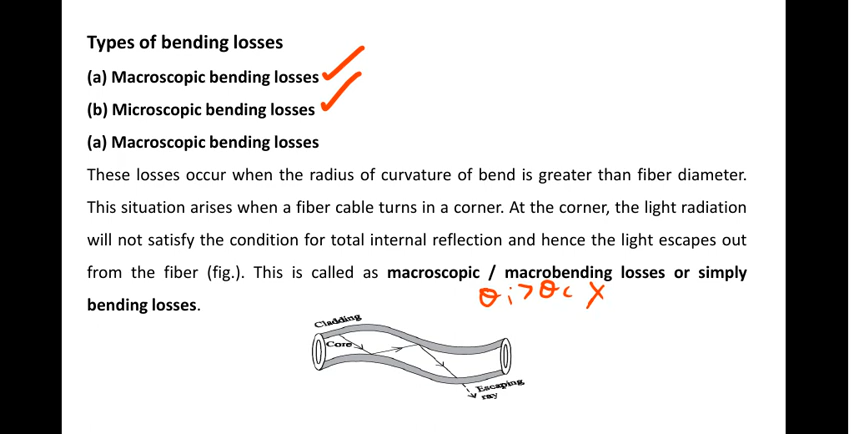 Types of bending losses
(a) Macroscopic bending losses
(b) Microscopic bending losses
(a) Macroscopic bending losses
These losses occur when the radius of curvature of bend is greater than fiber diameter.
This situation arises when a fiber cable turns in a corner. At the corner, the light radiation
will not satisfy the condition for total internal reflection and hence the light escapes out
from the fiber (fig.). This is called as macroscopic / macrobending losses or simply
bending losses.
θi>θc X
Cladding
Core
Escaping
ray